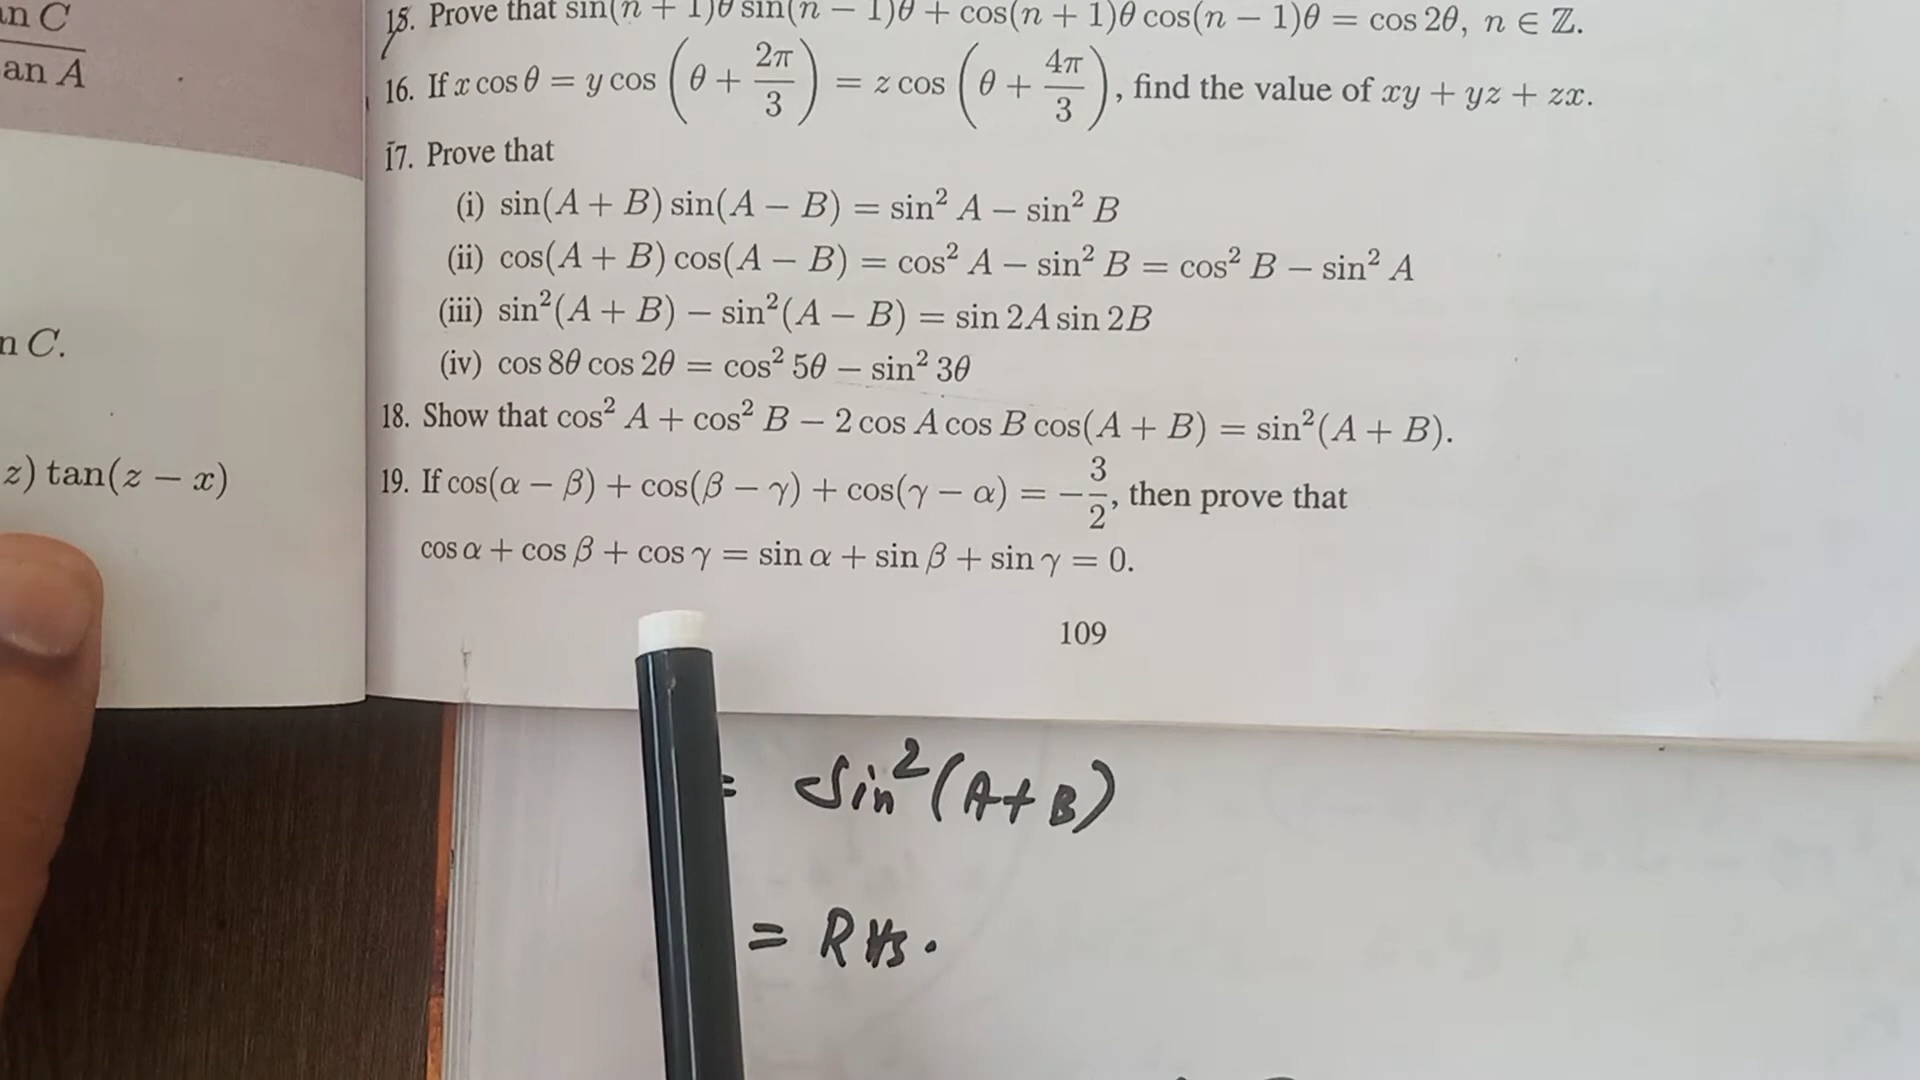 an C
an A
n C.
z) tan(z − x)
15. Prove that sin(n + 1)θ sin(n − 1)θ + cos(n + 1)θ cos(n − 1)θ = cos 2θ, n ∈ ℤ.
16. If x cos θ = y cos (θ + 2π/3) = z cos (θ + 4π/3), find the value of xy + yz + zx.
17. Prove that
(i) sin(A + B) sin(A − B) = sin² A − sin² B
(ii) cos(A + B) cos(A − B) = cos² A − sin² B = cos² B − sin² A
(iii) sin²(A + B) − sin²(A − B) = sin 2A sin 2B
(iv) cos 8θ cos 2θ = cos² 5θ − sin² 3θ
18. Show that cos² A + cos² B − 2 cos A cos B cos(A + B) = sin²(A + B).
19. If cos(α − β) + cos(β − γ) + cos(γ − α) = −3/2, then prove that
cos α + cos β + cos γ = sin α + sin β + sin γ = 0.
109
= Sin²(A+B)
= RHS.